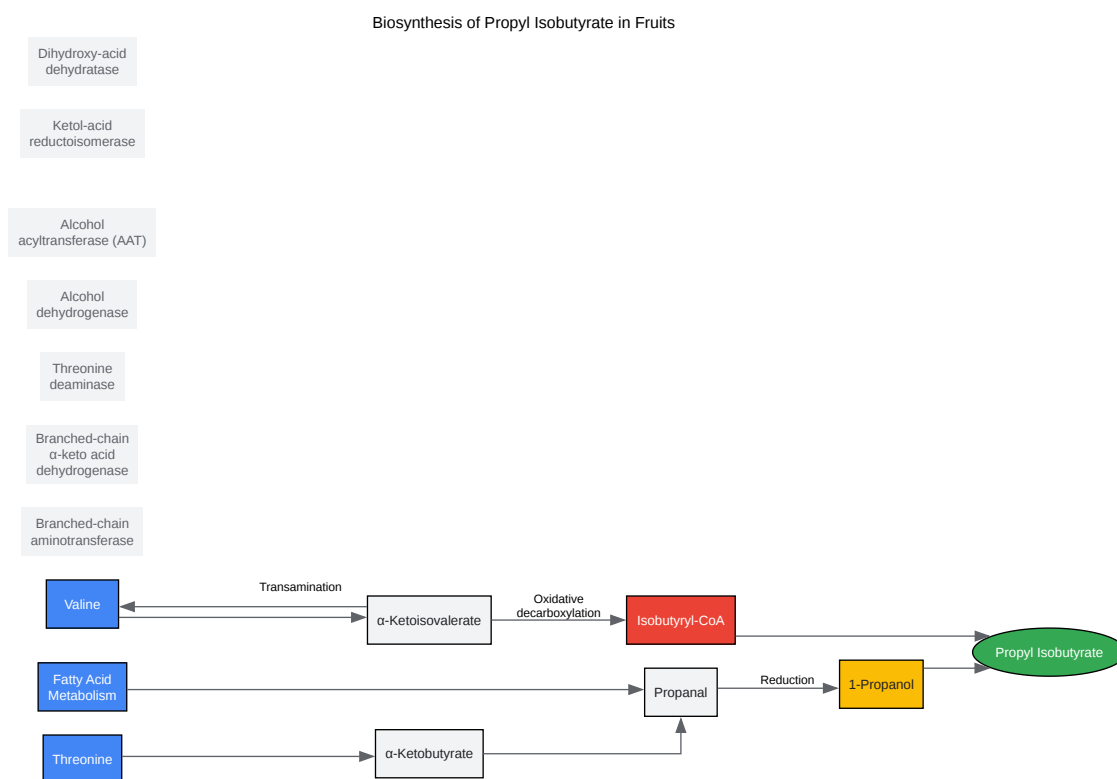 Biosynthesis of Propyl Isobutyrate in Fruits
Dihydroxy-acid
dehydratase
Ketol-acid
reductoisomerase
Alcohol
acyltransferase (AAT)
Alcohol
dehydrogenase
Threonine
deaminase
Branched-chain
α-keto acid
dehydrogenase
Branched-chain
aminotransferase
Valine
Transamination
α-Ketoisovalerate
Oxidative
decarboxylation
Isobutyryl-CoA
Propyl Isobutyrate
Fatty Acid
Metabolism
Propanal
Reduction
1-Propanol
Threonine
α-Ketobutyrate